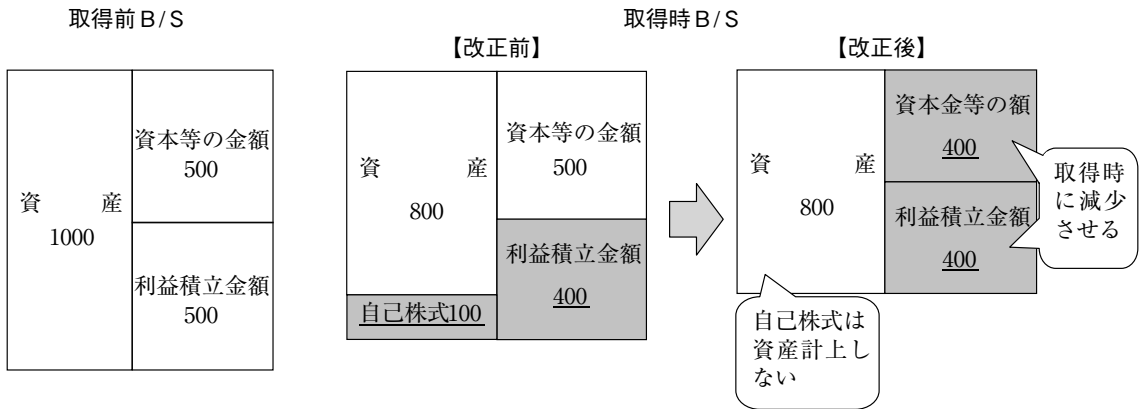 取得前B/S
取得時B/S
【改正前】
【改正後】
資産
1000
資本等の金額
500
利益積立金額
500
資産
800
自己株式100
資本等の金額
500
利益積立金額
400
資産
800
資本金等の額
400
利益積立金額
400
取得時
に減少
させる
自己株式は
資産計上し
ない